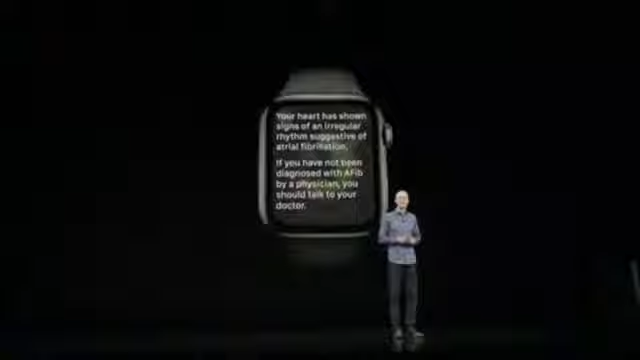 Your heart has shown
signs of an irregular
rhythm suggestive of
atrial fibrillation.
If you have not been
diagnosed with AFib
by a physician, you
should talk to your
doctor.